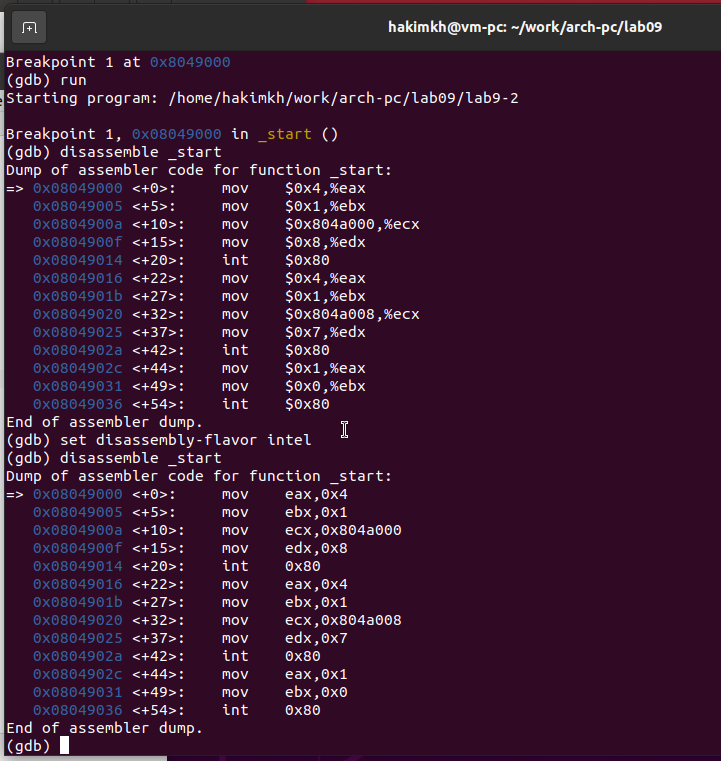 hakimkh@vm-pc: ~/work/arch-pc/lab09
Breakpoint 1 at 0x8049000
(gdb) run
Starting program: /home/hakimkh/work/arch-pc/lab09/lab9-2
Breakpoint 1, 0x08049000 in _start ()
(gdb) disassemble _start
Dump of assembler code for function _start:
=> 0x08049000 <+0>:     mov    $0x4,%eax
   0x08049005 <+5>:     mov    $0x1,%ebx
   0x0804900a <+10>:    mov    $0x804a000,%ecx
   0x0804900f <+15>:    mov    $0x8,%edx
   0x08049014 <+20>:    int    $0x80
   0x08049016 <+22>:    mov    $0x4,%eax
   0x0804901b <+27>:    mov    $0x1,%ebx
   0x08049020 <+32>:    mov    $0x804a008,%ecx
   0x08049025 <+37>:    mov    $0x7,%edx
   0x0804902a <+42>:    int    $0x80
   0x0804902c <+44>:    mov    $0x1,%eax
   0x08049031 <+49>:    mov    $0x0,%ebx
   0x08049036 <+54>:    int    $0x80
End of assembler dump.
(gdb) set disassembly-flavor intel
(gdb) disassemble _start
Dump of assembler code for function _start:
=> 0x08049000 <+0>:     mov    eax,0x4
   0x08049005 <+5>:     mov    ebx,0x1
   0x0804900a <+10>:    mov    ecx,0x804a000
   0x0804900f <+15>:    mov    edx,0x8
   0x08049014 <+20>:    int    0x80
   0x08049016 <+22>:    mov    eax,0x4
   0x0804901b <+27>:    mov    ebx,0x1
   0x08049020 <+32>:    mov    ecx,0x804a008
   0x08049025 <+37>:    mov    edx,0x7
   0x0804902a <+42>:    int    0x80
   0x0804902c <+44>:    mov    eax,0x1
   0x08049031 <+49>:    mov    ebx,0x0
   0x08049036 <+54>:    int    0x80
End of assembler dump.
(gdb)